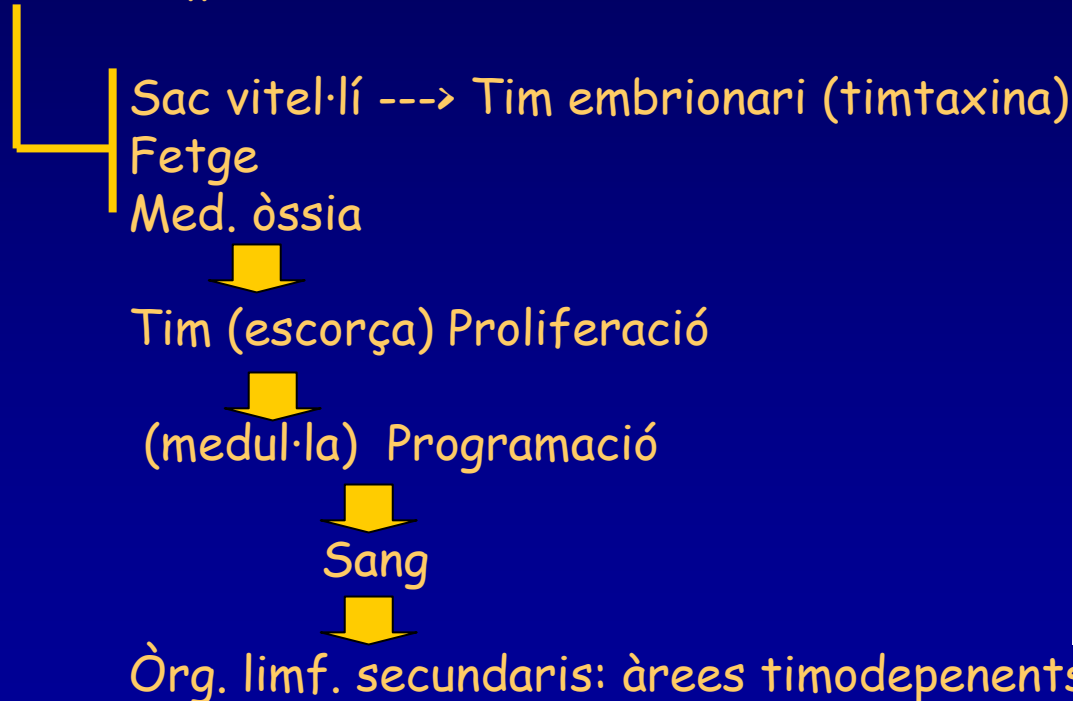 Sac vitel·lí ---> Tim embrionari (timtaxina)
Fetge
Med. òssia
Tim (escorça) Proliferació
(medul·la) Programació
Sang
Òrg. limf. secundaris: àrees timodepenents